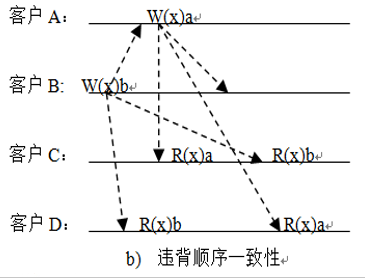 客户 A： W(x)a↵
客户 B: W(x)b↵
客户 C： R(x)a R(x)b↵
客户 D： R(x)b R(x)a↵
b) 违背顺序一致性↵